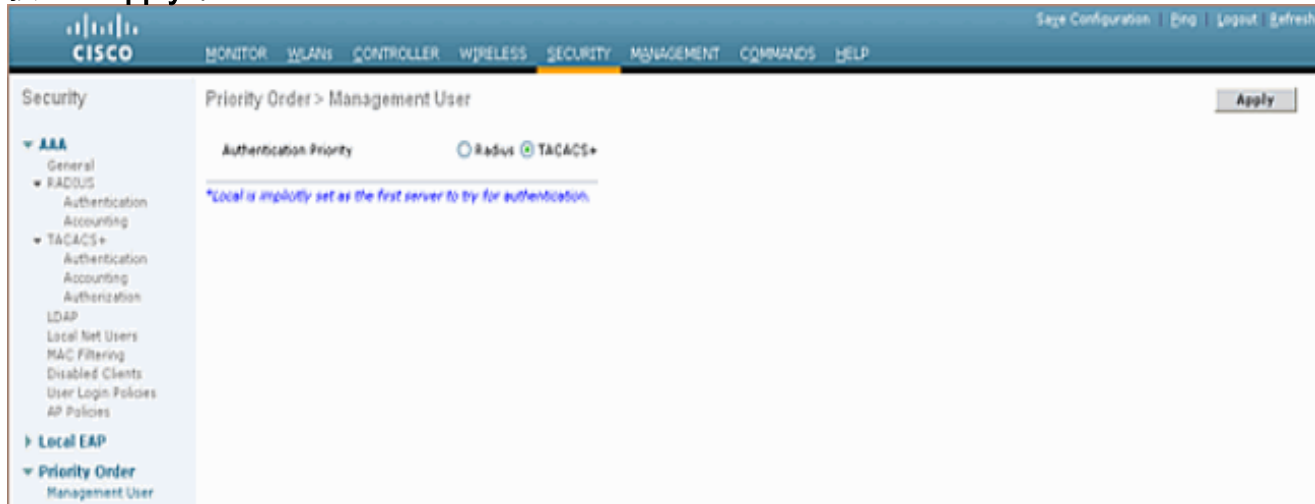 Save Configuration | Ping | Logout | Refresh
CISCO
MONITOR WLANs CONTROLLER WIRELESS SECURITY MANAGEMENT COMMANDS HELP
Security
Priority Order > Management User
Apply
AAA
General
RADIUS
Authentication
Accounting
TACACS+
Authentication
Accounting
Authorization
LDAP
Local Net Users
MAC Filtering
Disabled Clients
User Login Policies
AP Policies
Local EAP
Priority Order
Management User
Authentication Priority Radius TACACS+
*Local is implicitly set as the first server to try for authentication.